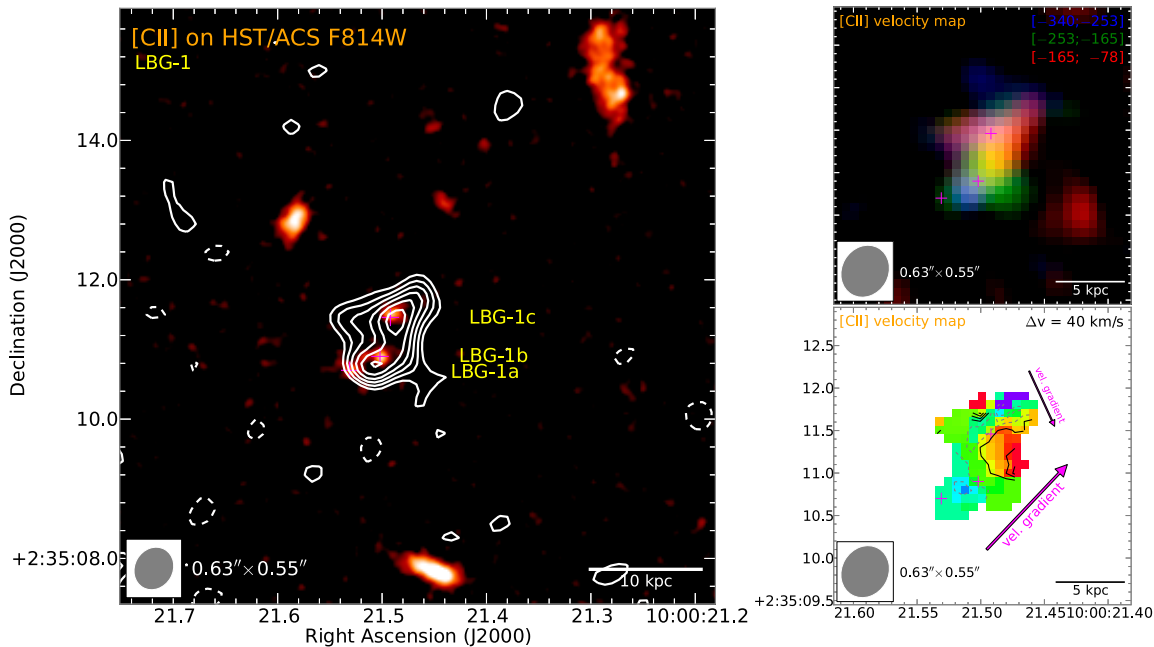 [CII] on HST/ACS F814W
LBG-1
14.0
12.0
10.0
+2:35:08.0
Declination (J2000)
LBG-1c
LBG-1b
LBG-1a
0.63″×0.55″
10 kpc
21.7
21.6
21.5
21.4
21.3
10:00:21.2
Right Ascension (J2000)
[CII] velocity map
[−340;−253]
[−253;−165]
[−165; −78]
0.63″×0.55″
5 kpc
[CII] velocity map
Δv = 40 km/s
12.5
12.0
11.5
11.0
10.5
10.0
+2:35:09.5
vel. gradient
vel. gradient
0.63″×0.55″
5 kpc
21.60
21.55
21.50
21.45
10:00:21.40